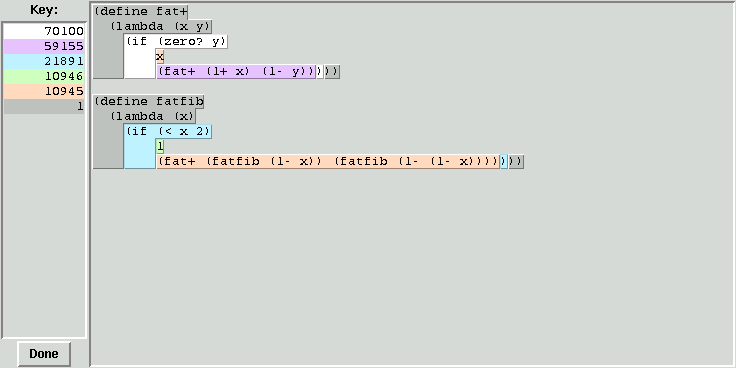 Key:
70100
59155
21891
10946
10945
1
Done
(define fat+
(lambda (x y)
(if (zero? y)
x
(fat+ (1+ x) (1- y)))))
(define fatfib
(lambda (x)
(if (< x 2)
1
(fat+ (fatfib (1- x)) (fatfib (1- (1- x)))))))